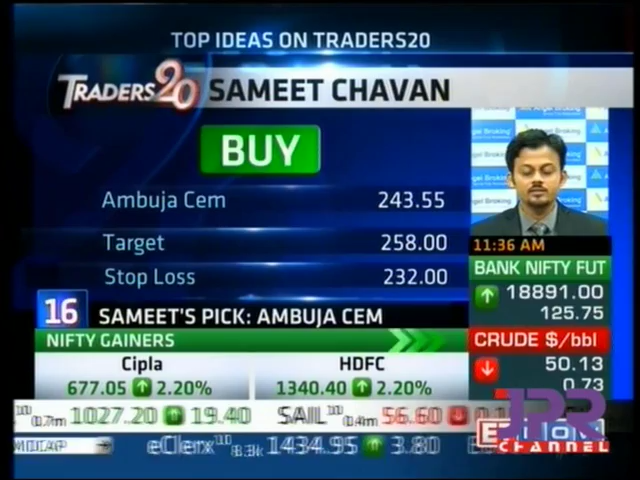 TOP IDEAS ON TRADERS20
TRADERS20 SAMEET CHAVAN
BUY
Ambuja Cem 243.55
Target 258.00
Stop Loss 232.00
Angel Broking
11:36 AM
BANK NIFTY FUT
18891.00
125.75
CRUDE $/bbl
50.13
0.73
16 SAMEET'S PICK: AMBUJA CEM
NIFTY GAINERS
Cipla HDFC
677.05 2.20% 1340.40 2.20%
1027.20 19.40 SAIL 56.60
JRR
eClerx 1434.95 3.80
CHANNEL